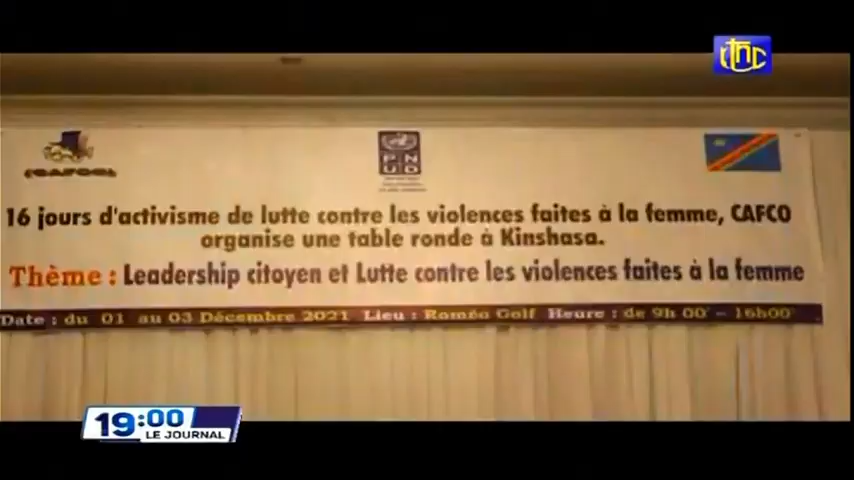 rtnc
CAFCO
PNUD
16 jours d'activisme de lutte contre les violences faites à la femme, CAFCO
organise une table ronde à Kinshasa.
Thème : Leadership citoyen et Lutte contre les violences faites à la femme
Date : du 01 au 03 Décembre 2021 Lieu : Roméo Golf Heure : de 9h 00' - 16h00'
19:00
LE JOURNAL